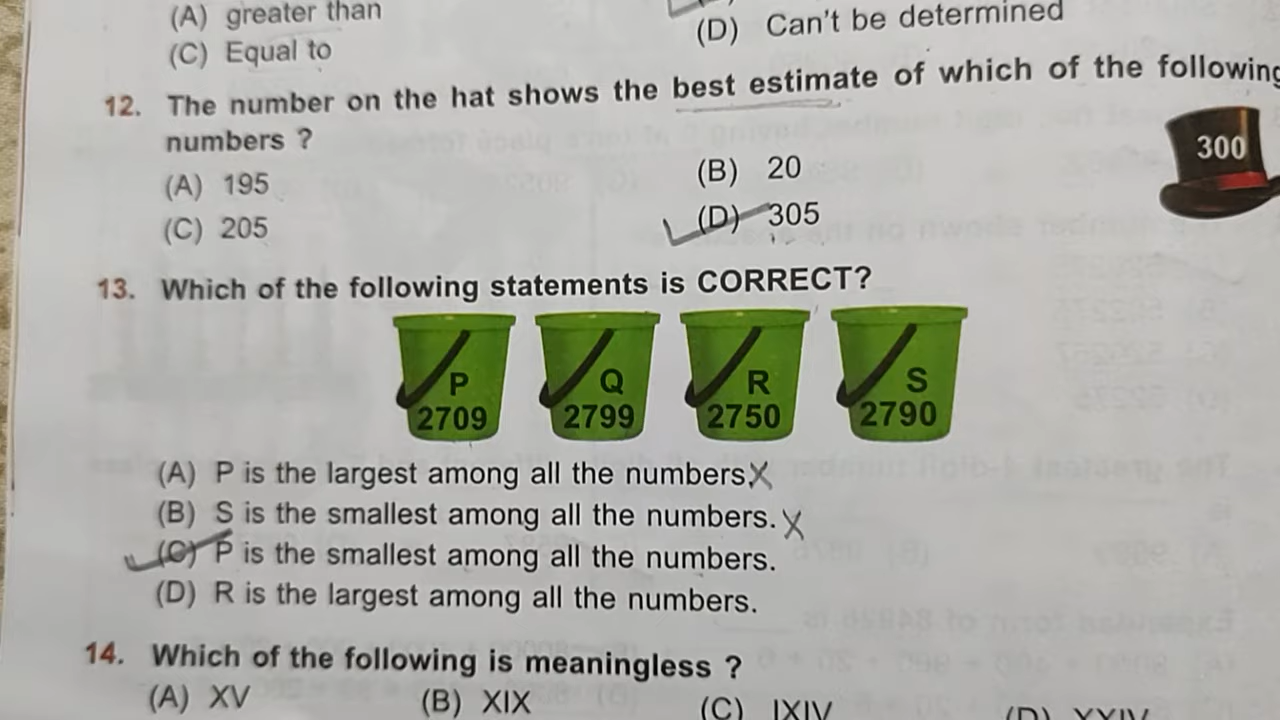 (A) greater than
(C) Equal to
(D) Can't be determined
12. The number on the hat shows the best estimate of which of the following
numbers ?
300
(A) 195
(B) 20
(C) 205
(D) 305
13. Which of the following statements is CORRECT?
P Q R S
2709 2799 2750 2790
(A) P is the largest among all the numbers.
(B) S is the smallest among all the numbers.
(C) P is the smallest among all the numbers.
(D) R is the largest among all the numbers.
14. Which of the following is meaningless ?
(A) XV (B) XIX (C) IXIV (D) XXIV